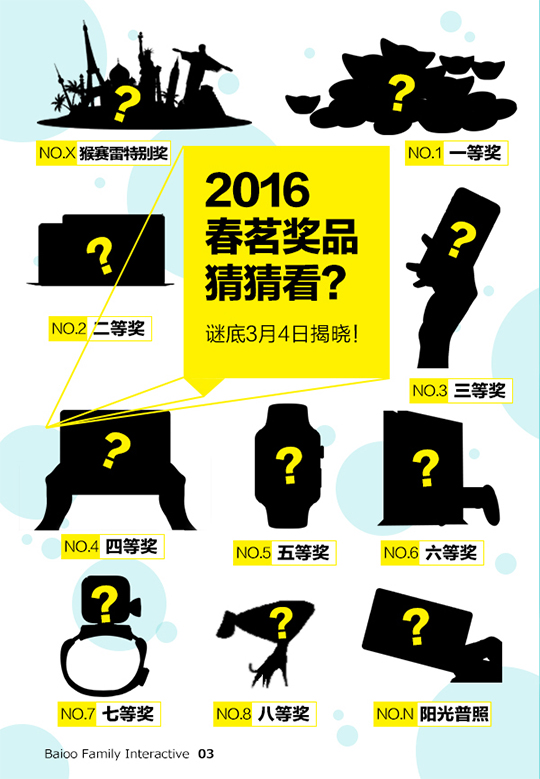 ?
?
NO.X 猴赛雷特别奖
NO.1 一等奖
2016
春茗奖品
猜猜看?
谜底3月4日揭晓!
?
?
NO.2 二等奖
NO.3 三等奖
?
?
?
NO.4 四等奖
NO.5 五等奖
NO.6 六等奖
?
?
?
NO.7 七等奖
NO.8 八等奖
NO.N 阳光普照
Baioo Family Interactive 03